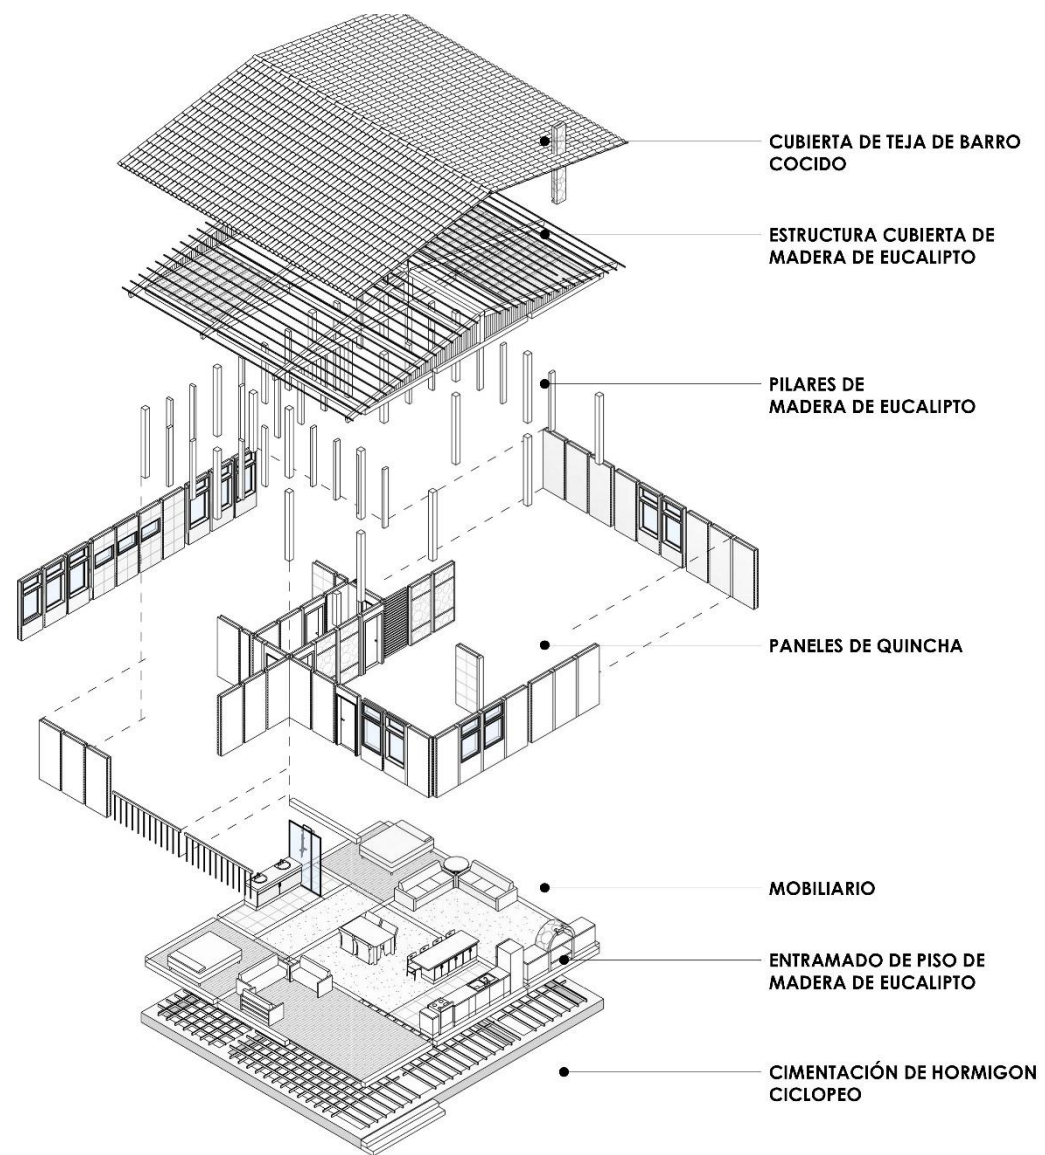 CUBIERTA DE TEJA DE BARRO
COCIDO
ESTRUCTURA CUBIERTA DE
MADERA DE EUCALIPTO
PILARES DE
MADERA DE EUCALIPTO
PANELES DE QUINCHA
MOBILIARIO
ENTRAMADO DE PISO DE
MADERA DE EUCALIPTO
CIMENTACIÓN DE HORMIGON
CICLOPEO